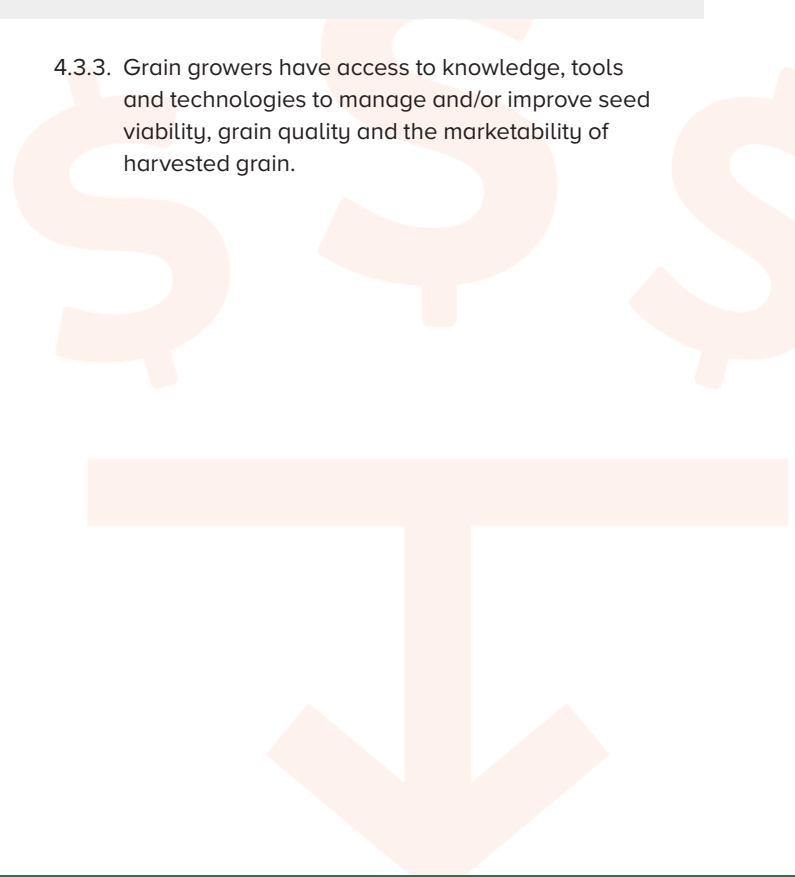 4.3.3. Grain growers have access to knowledge, tools
and technologies to manage and/or improve seed
viability, grain quality and the marketability of
harvested grain.